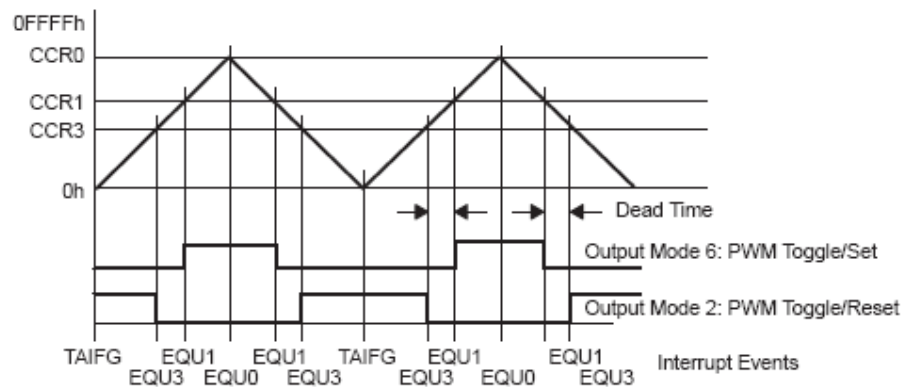 0FFFFh
CCR0
CCR1
CCR3
0h
Dead Time
Output Mode 6: PWM Toggle/Set
Output Mode 2: PWM Toggle/Reset
TAIFG EQU1 EQU1 TAIFG EQU1 EQU1 Interrupt Events
EQU3 EQU0 EQU3 EQU3 EQU0 EQU3